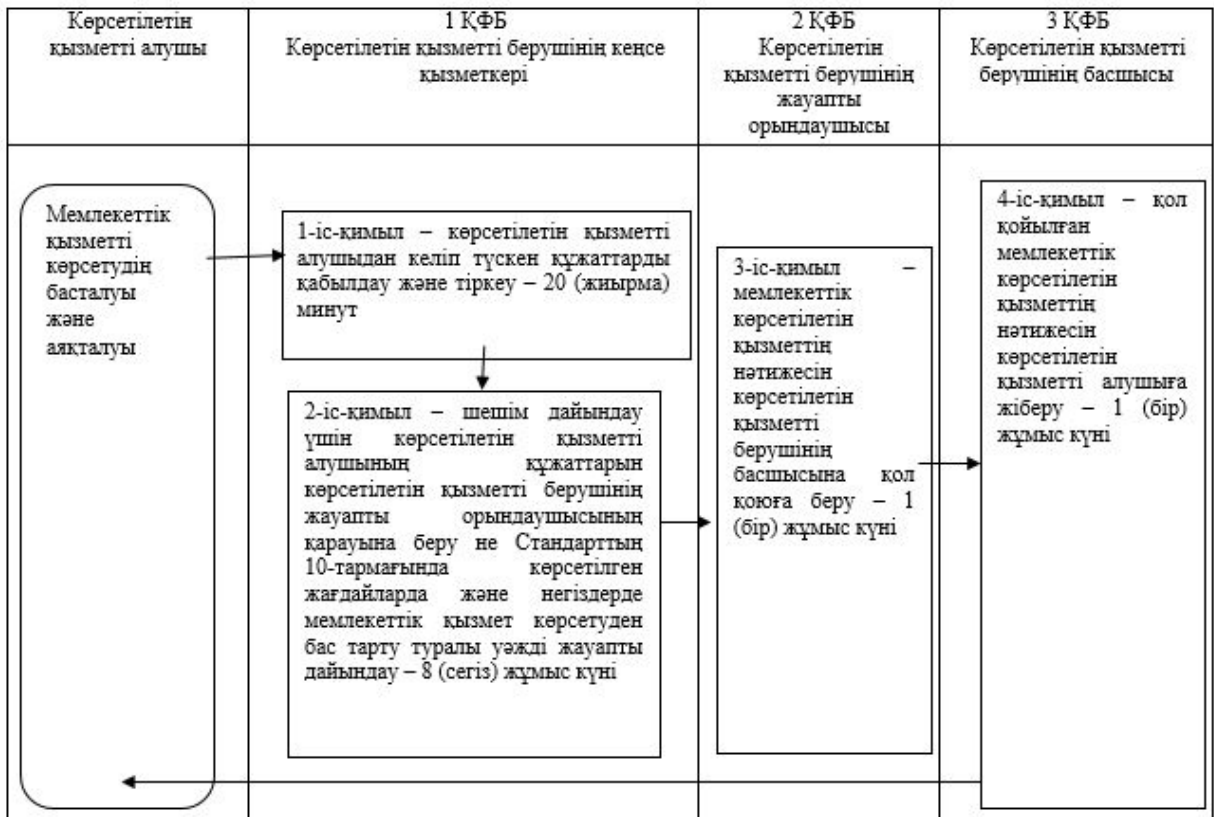 Көрсетілетін
қызметті алушы
1 ҚФБ
Көрсетілетін қызметті берушінің кеңсе
қызметкері
2 ҚФБ
Көрсетілетін
қызметті берушінің
жауапты
орындаушысы
3 ҚФБ
Көрсетілетін қызметті
берушінің басшысы
Мемлекеттік
қызметті
көрсетудің
басталуы
және
аяқталуы
1-іс-қимыл – көрсетілетін қызметті
алушыдан келіп түскен құжаттарды
қабылдау және тіркеу – 20 (жиырма)
минут
2-іс-қимыл – шешім дайындау
үшін көрсетілетін қызметті
алушының құжаттарын
көрсетілетін қызметті берушінің
жауапты орындаушысының
қарауына беру не Стандарттың
10-тармағында көрсетілген
жағдайларда және негіздерде
мемлекеттік қызмет көрсетуден
бас тарту туралы уәжді жауапты
дайындау – 8 (сегіз) жұмыс күні
3-іс-қимыл –
мемлекеттік
көрсетілетін
қызметтің
нәтижесін
көрсетілетін
қызметті
берушінің
басшысына қол
қоюға беру – 1
(бір) жұмыс күні
4-іс-қимыл – қол
қойылған
мемлекеттік
көрсетілетін
қызметтің
нәтижесін
көрсетілетін
қызметті алушыға
жіберу – 1 (бір)
жұмыс күні